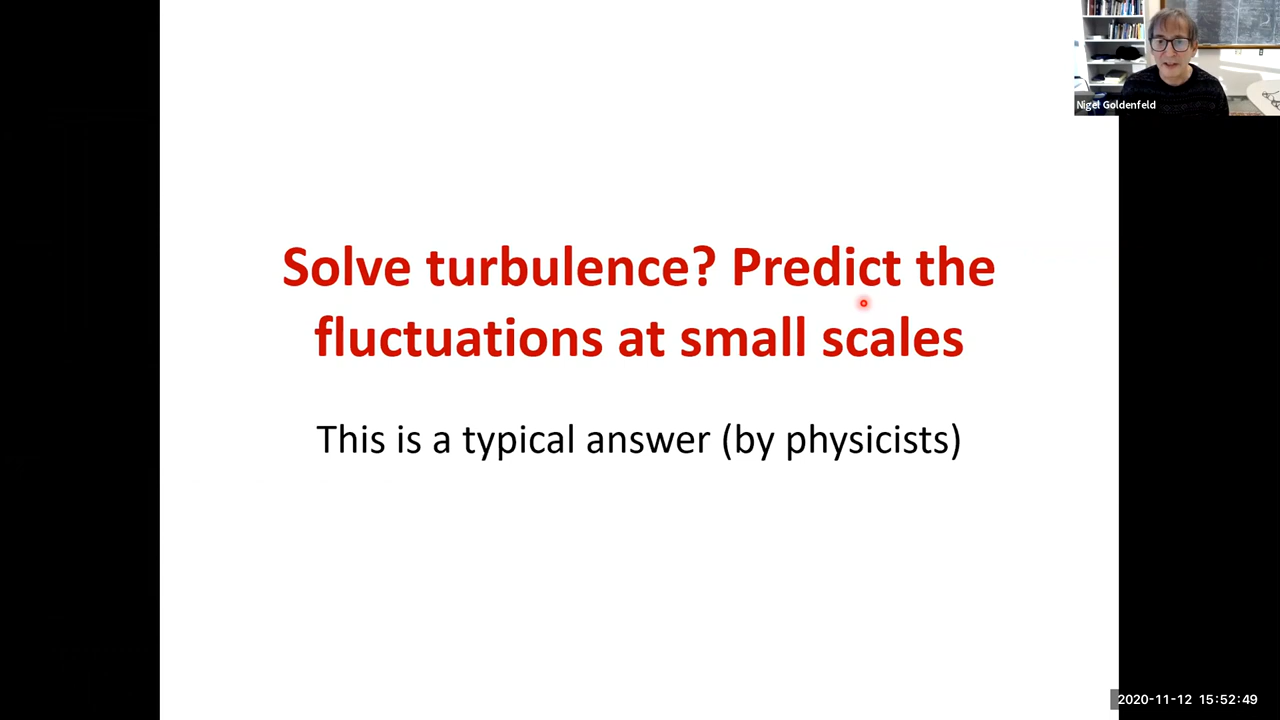 Nigel Goldenfeld
Solve turbulence? Predict the
fluctuations at small scales
This is a typical answer (by physicists)
2020-11-12 15:52:49